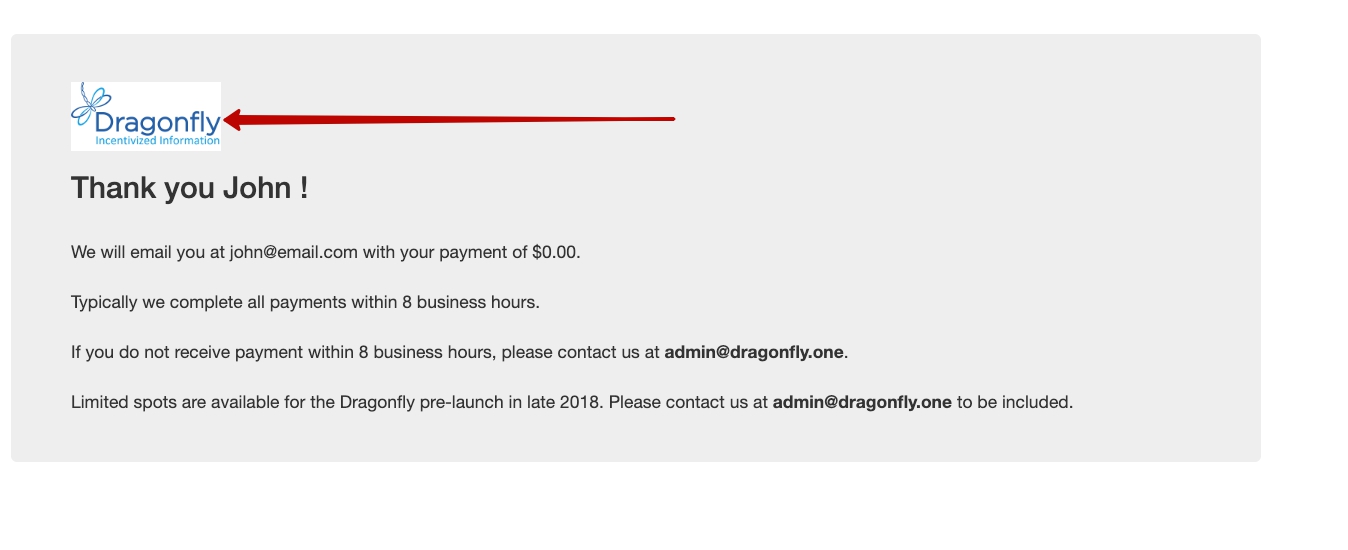 Dragonfly
Incentivized Information
Thank you John !
We will email you at john@email.com with your payment of $0.00.
Typically we complete all payments within 8 business hours.
If you do not receive payment within 8 business hours, please contact us at admin@dragonfly.one.
Limited spots are available for the Dragonfly pre-launch in late 2018. Please contact us at admin@dragonfly.one to be included.